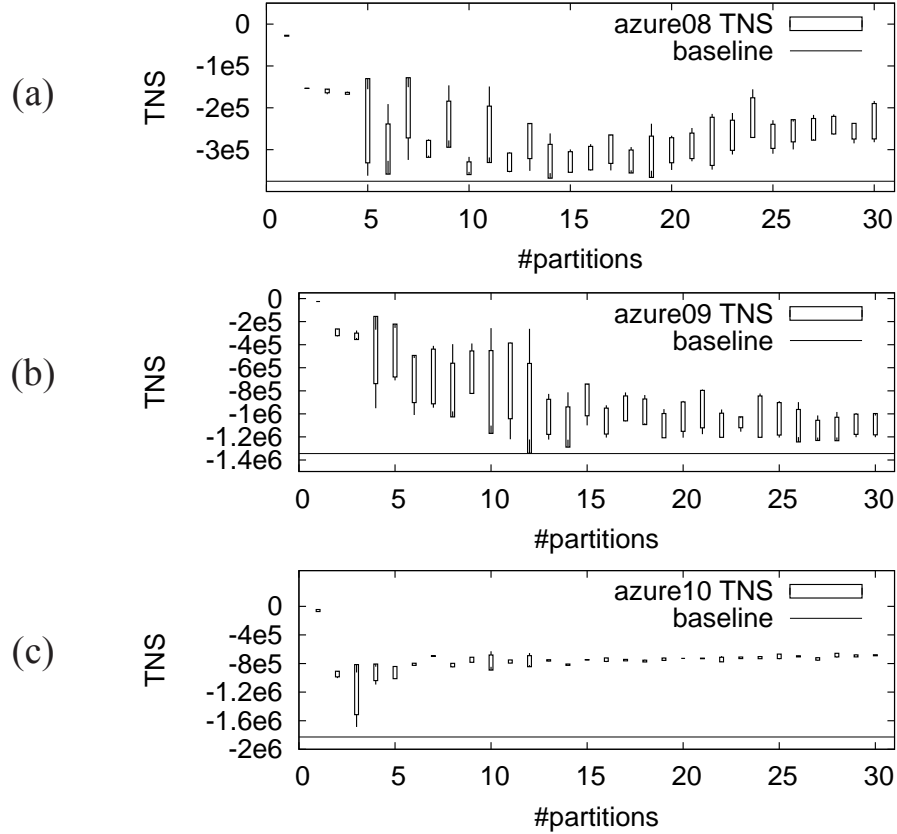 (a)
TNS
0
-1e5
-2e5
-3e5
azure08 TNS
baseline
0 5 10 15 20 25 30
#partitions
(b)
TNS
0
-2e5
-4e5
-6e5
-8e5
-1e6
-1.2e6
-1.4e6
azure09 TNS
baseline
0 5 10 15 20 25 30
#partitions
(c)
TNS
0
-4e5
-8e5
-1.2e6
-1.6e6
-2e6
azure10 TNS
baseline
0 5 10 15 20 25 30
#partitions